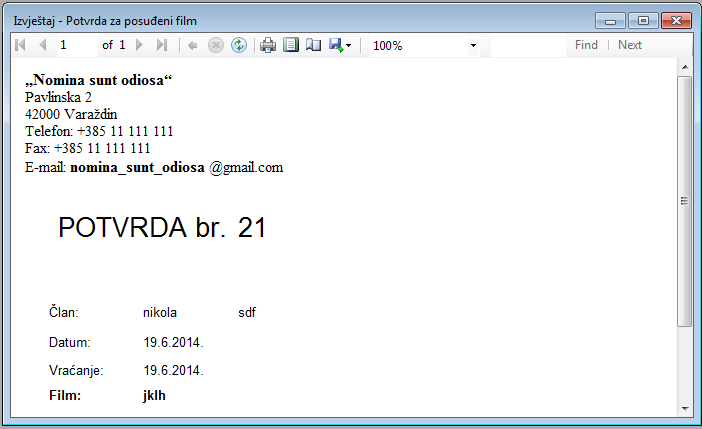 Izvještaj - Potvrda za posuđeni film
1 of 1 100% Find | Next
„Nomina sunt odiosa“
Pavlinska 2
42000 Varaždin
Telefon: +385 11 111 111
Fax: +385 11 111 111
E-mail: nomina_sunt_odiosa @gmail.com
POTVRDA br. 21
Član: nikola sdf
Datum: 19.6.2014.
Vraćanje: 19.6.2014.
Film: jklh